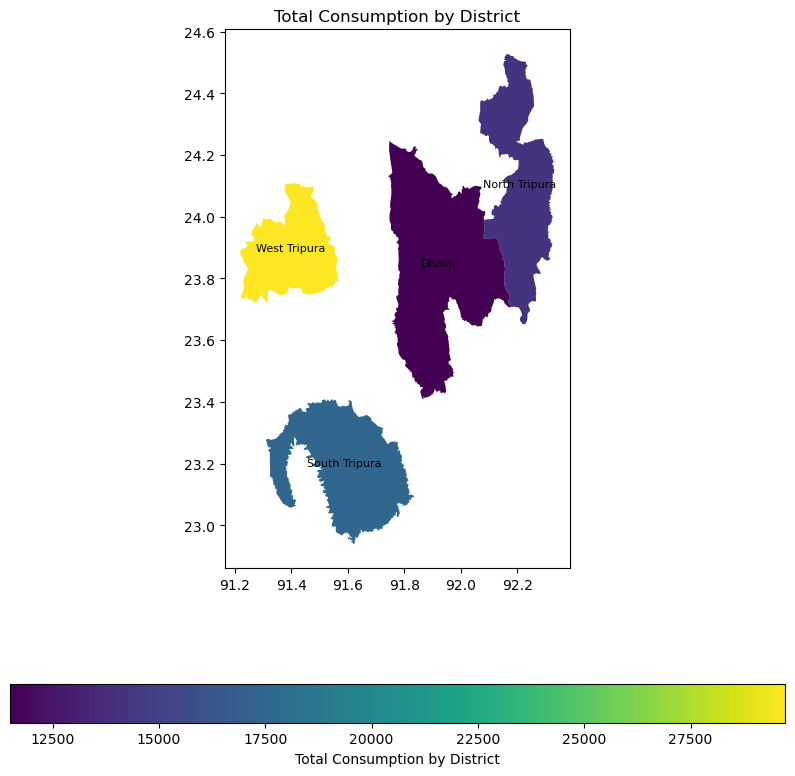 Total Consumption by District
24.6
24.4
24.2
24.0
23.8
23.6
23.4
23.2
23.0
North Tripura
West Tripura
Dhalai
South Tripura
91.2 91.4 91.6 91.8 92.0 92.2
12500 15000 17500 20000 22500 25000 27500
Total Consumption by District